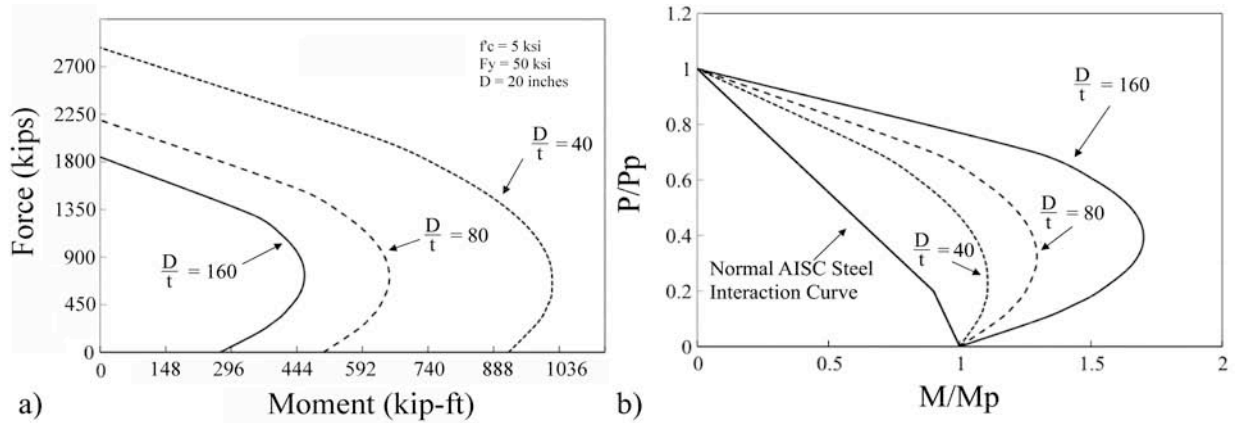 f'c = 5 ksi
Fy = 50 ksi
D = 20 inches
2700
2250
1800
1350
900
450
0
Force (kips)
D/t = 40
D/t = 80
D/t = 160
0 148 296 444 592 740 888 1036
Moment (kip-ft)
a)
1.2
1
0.8
0.6
0.4
0.2
0
P/Pp
D/t = 160
D/t = 80
D/t = 40
Normal AISC Steel
Interaction Curve
0 0.5 1 1.5 2
M/Mp
b)